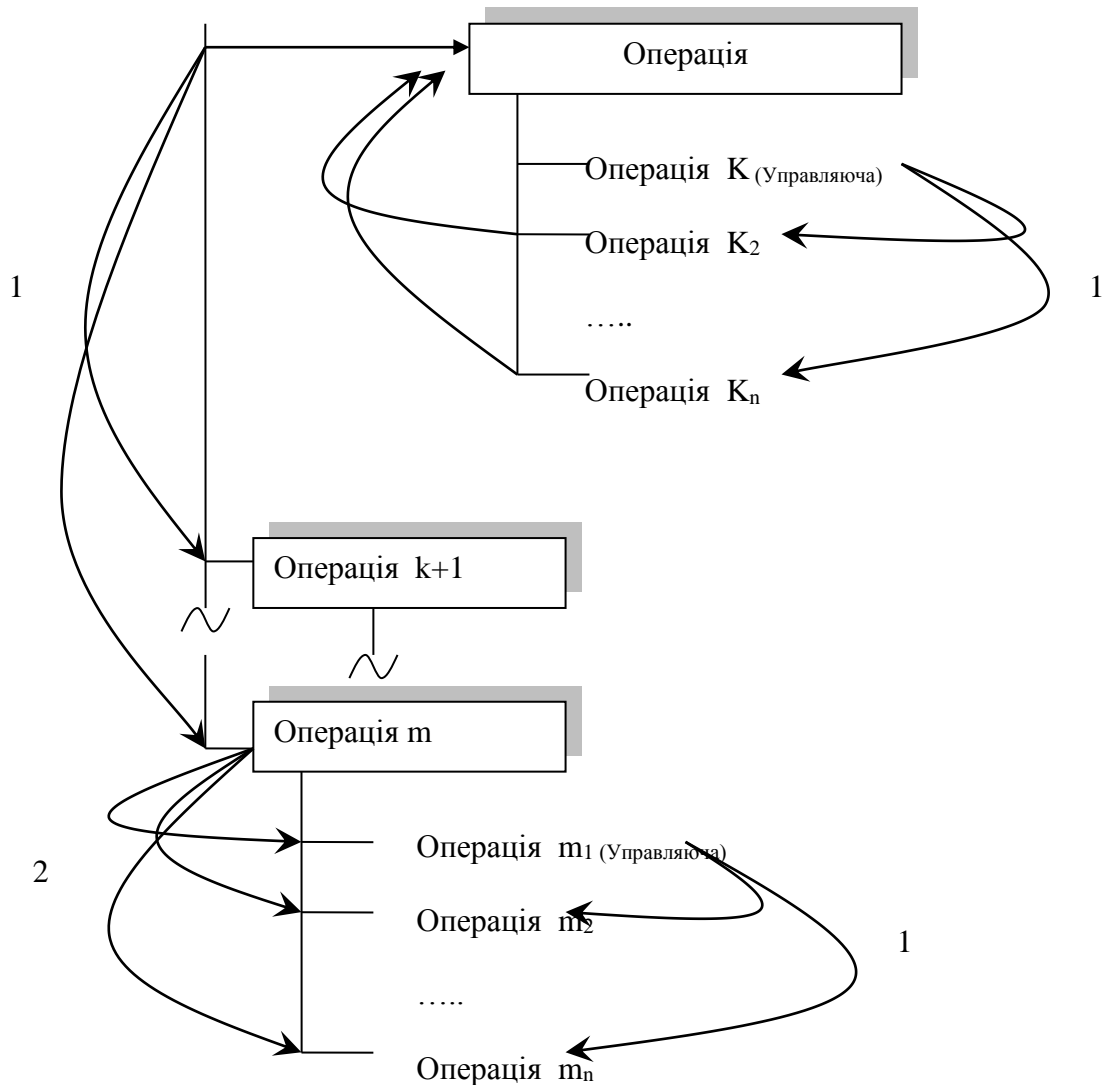 Операція
Операція K (Управляюча)
Операція K2
1
1
…..
Операція Kn
Операція k+1
Операція m
Операція m1 (Управляюча)
2
Операція m2
1
…..
Операція mn